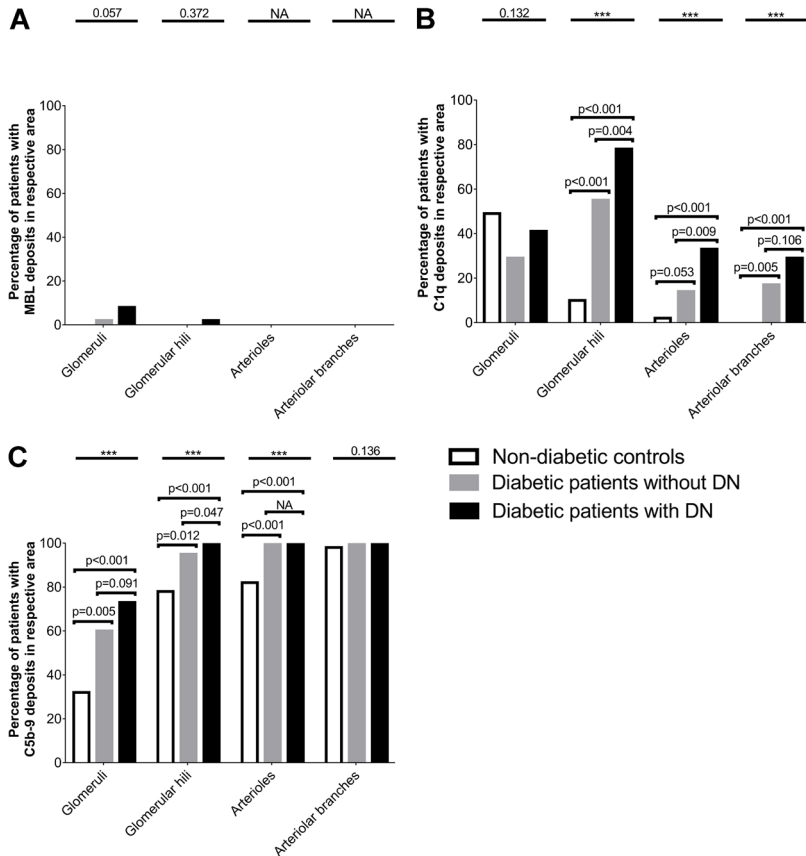 A
0.057 0.372 NA NA
Percentage of patients with
MBL deposits in respective area
100
80
60
40
20
0
Glomeruli
Glomerular hili
Arterioles
Arteriolar branches
B
0.132 *** *** ***
Percentage of patients with
C1q deposits in respective area
100
80
60
40
20
0
p<0.001
p=0.004
p<0.001
p<0.001
p=0.009
p=0.053
p<0.001
p=0.106
p=0.005
Glomeruli
Glomerular hili
Arterioles
Arteriolar branches
C
*** *** *** 0.136
Percentage of patients with
C5b-9 deposits in respective area
100
80
60
40
20
0
p<0.001
p=0.091
p=0.005
p<0.001
p=0.047
p=0.012
p<0.001
NA
p<0.001
Glomeruli
Glomerular hili
Arterioles
Arteriolar branches
Non-diabetic controls
Diabetic patients without DN
Diabetic patients with DN